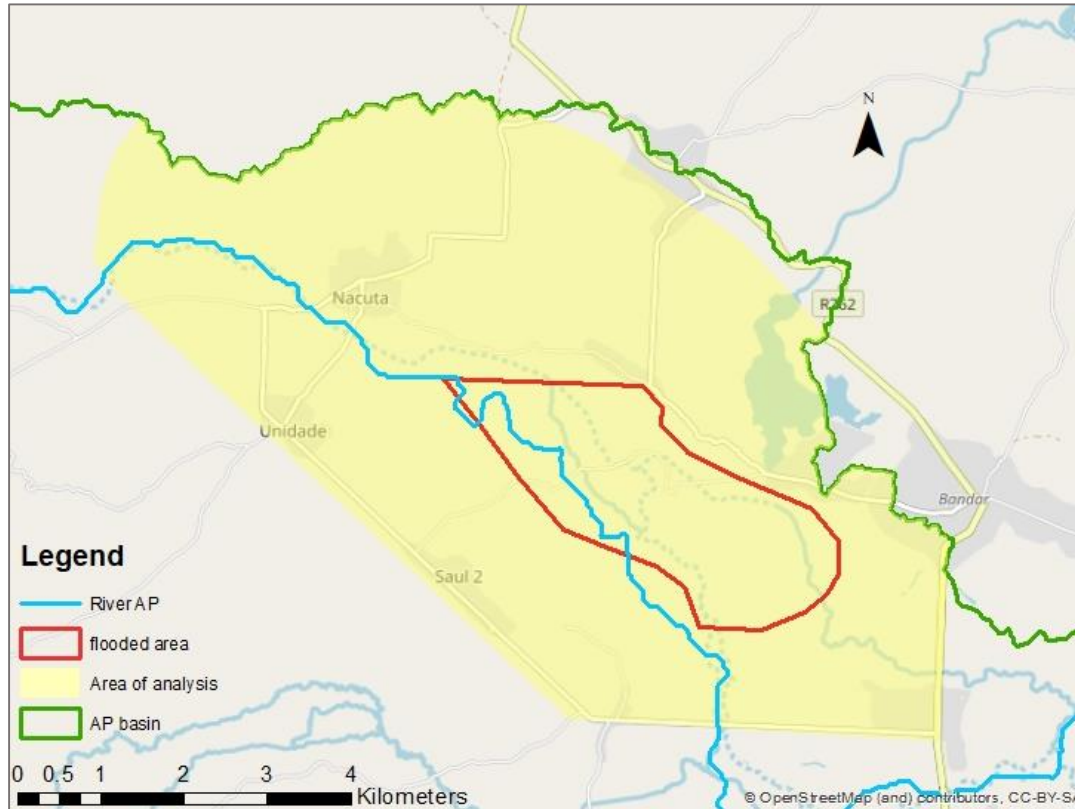 N
R262
Nacuta
Unidade
Bandar
Saul 2
Legend
River AP
flooded area
Area of analysis
AP basin
0 0,5 1 2 3 4
Kilometers
© OpenStreetMap (and) contributors, CC-BY-SA